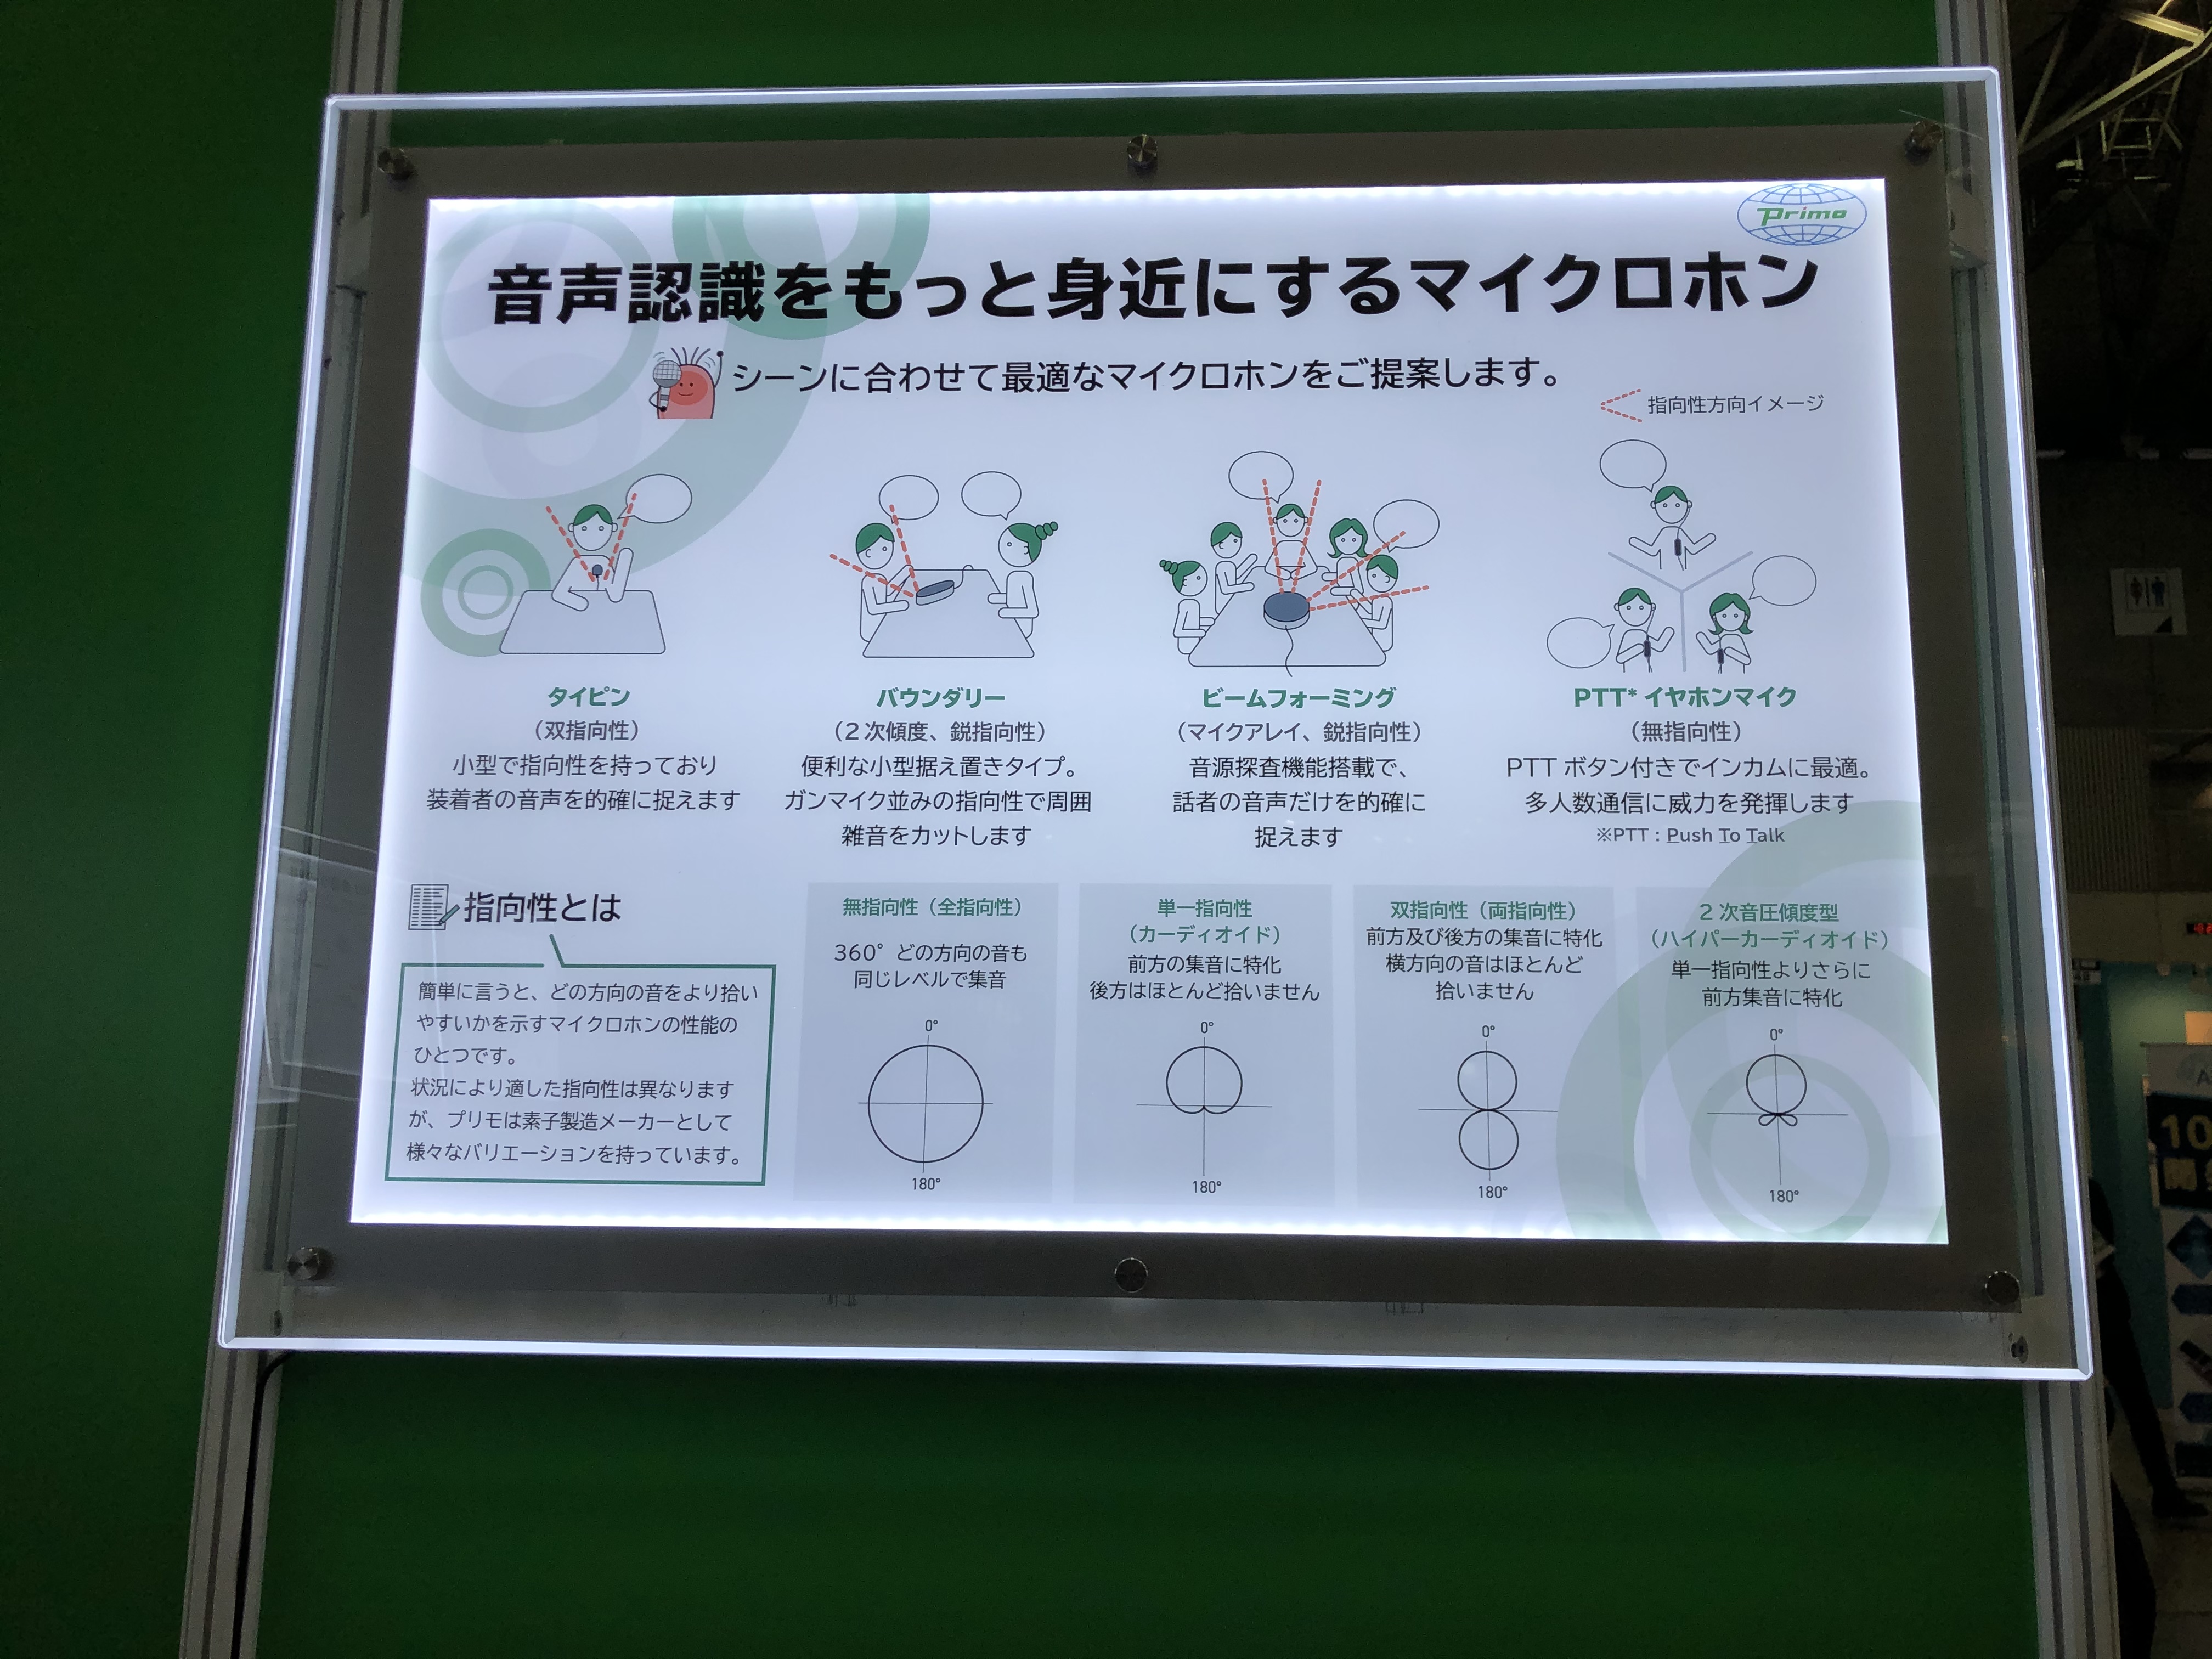 Primo
音声認識をもっと身近にするマイクロホン
シーンに合わせて最適なマイクロホンをご提案します。
指向性方向イメージ
タイピン
（双指向性）
小型で指向性を持っており
装着者の音声を的確に捉えます
バウンダリー
（2次傾度、鋭指向性）
便利な小型据え置きタイプ。
ガンマイク並みの指向性で周囲
雑音をカットします
ビームフォーミング
（マイクアレイ、鋭指向性）
音源探査機能搭載で、
話者の音声だけを的確に
捉えます
PTT* イヤホンマイク
（無指向性）
PTT ボタン付きでインカムに最適。
多人数通信に威力を発揮します
※PTT : Push To Talk
指向性とは
簡単に言うと、どの方向の音をより拾い
やすいかを示すマイクロホンの性能の
ひとつです。
状況により適した指向性は異なります
が、プリモは素子製造メーカーとして
様々なバリエーションを持っています。
無指向性（全指向性）
360°どの方向の音も
同じレベルで集音
0°
180°
単一指向性
（カーディオイド）
前方の集音に特化
後方はほとんど拾いません
0°
180°
双指向性（両指向性）
前方及び後方の集音に特化
横方向の音はほとんど
拾いません
0°
180°
2 次音圧傾度型
（ハイパーカーディオイド）
単一指向性よりさらに
前方集音に特化
0°
180°
10